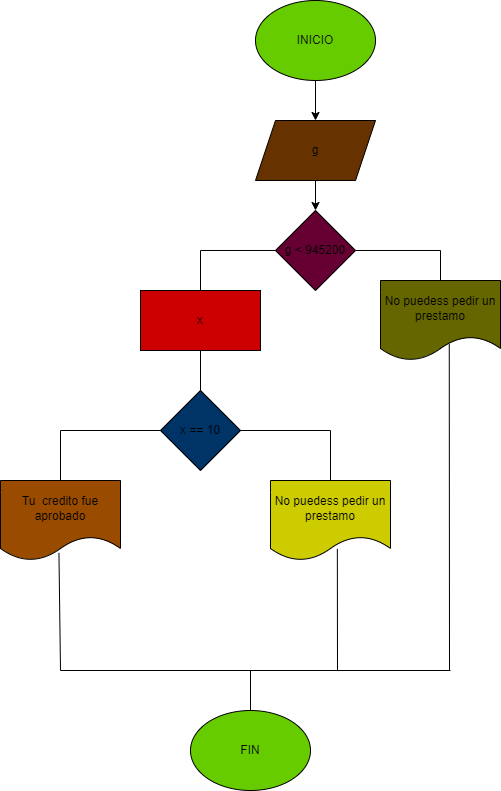 INICIO
g
g < 945200
No puedess pedir un
prestamo
x
x == 10
Tu credito fue
aprobado
No puedess pedir un
prestamo
FIN